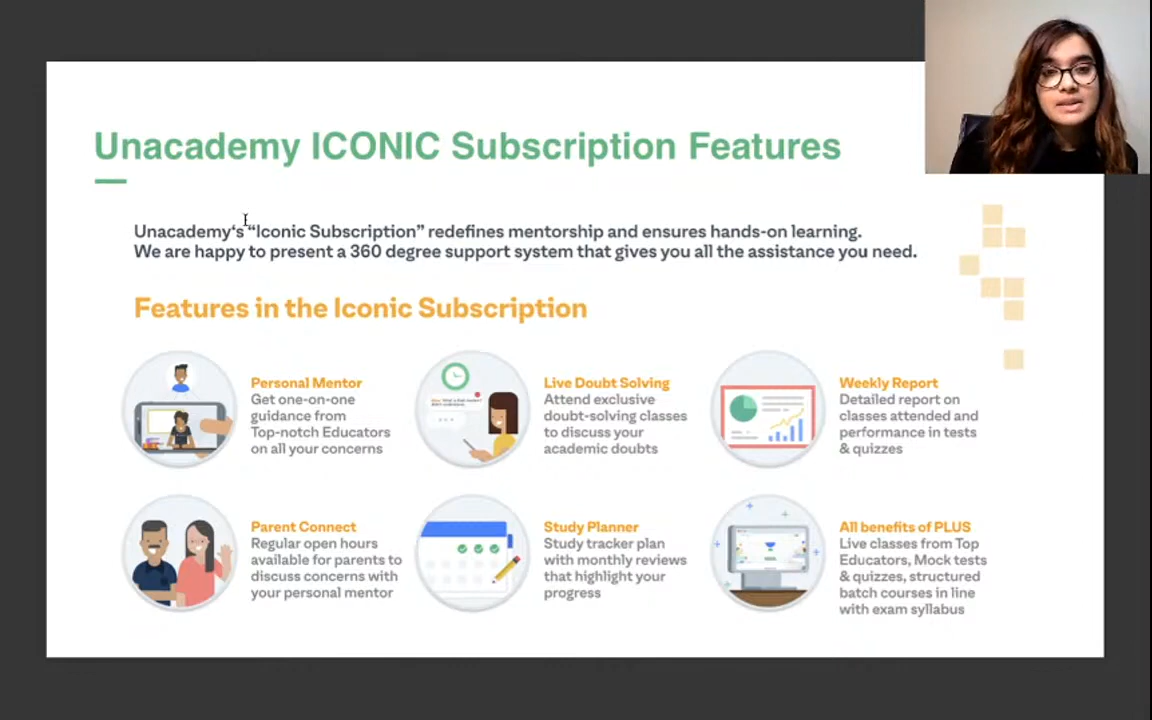 Unacademy ICONIC Subscription Features
Unacademy‘s “Iconic Subscription” redefines mentorship and ensures hands-on learning.
We are happy to present a 360 degree support system that gives you all the assistance you need.
Features in the Iconic Subscription
Personal Mentor
Get one-on-one
guidance from
Top-notch Educators
on all your concerns
Live Doubt Solving
Attend exclusive
doubt-solving classes
to discuss your
academic doubts
Weekly Report
Detailed report on
classes attended and
performance in tests
& quizzes
Parent Connect
Regular open hours
available for parents to
discuss concerns with
your personal mentor
Study Planner
Study tracker plan
with monthly reviews
that highlight your
progress
All benefits of PLUS
Live classes from Top
Educators, Mock tests
& quizzes, structured
batch courses in line
with exam syllabus